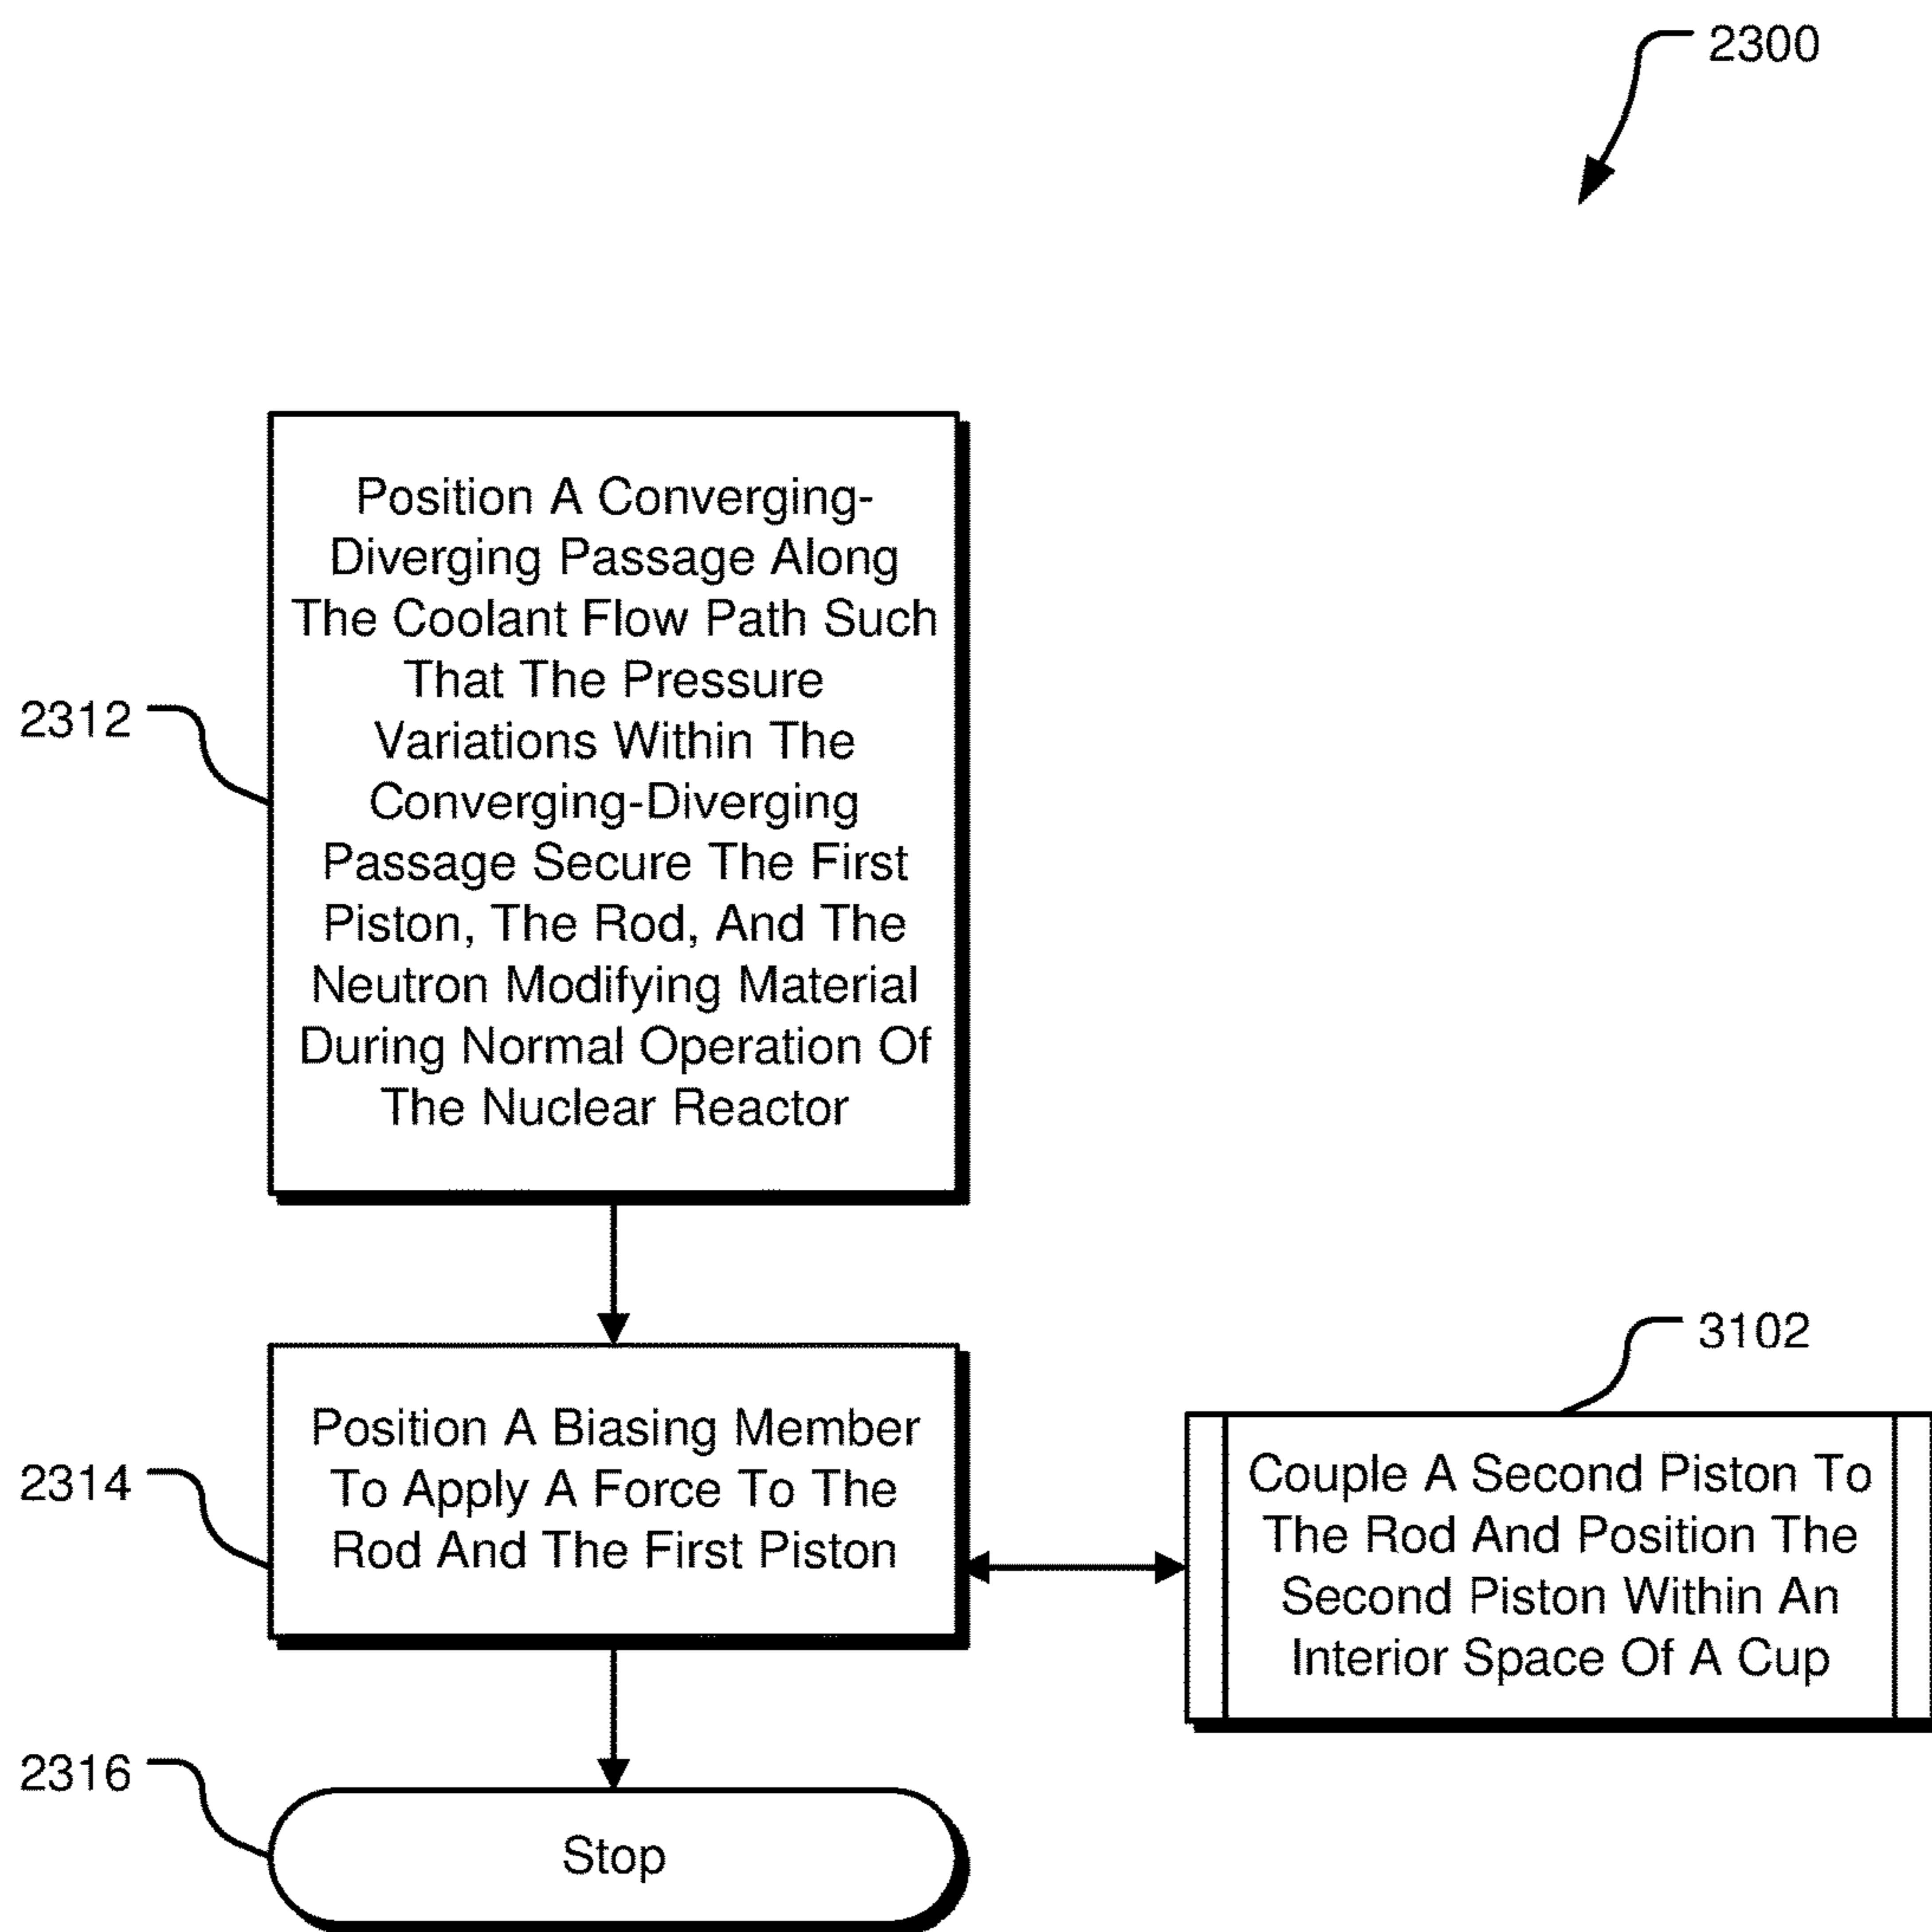 2300
2312
Position A Converging-
Diverging Passage Along
The Coolant Flow Path Such
That The Pressure
Variations Within The
Converging-Diverging
Passage Secure The First
Piston, The Rod, And The
Neutron Modifying Material
During Normal Operation Of
The Nuclear Reactor
2314
Position A Biasing Member
To Apply A Force To The
Rod And The First Piston
3102
Couple A Second Piston To
The Rod And Position The
Second Piston Within An
Interior Space Of A Cup
2316
Stop